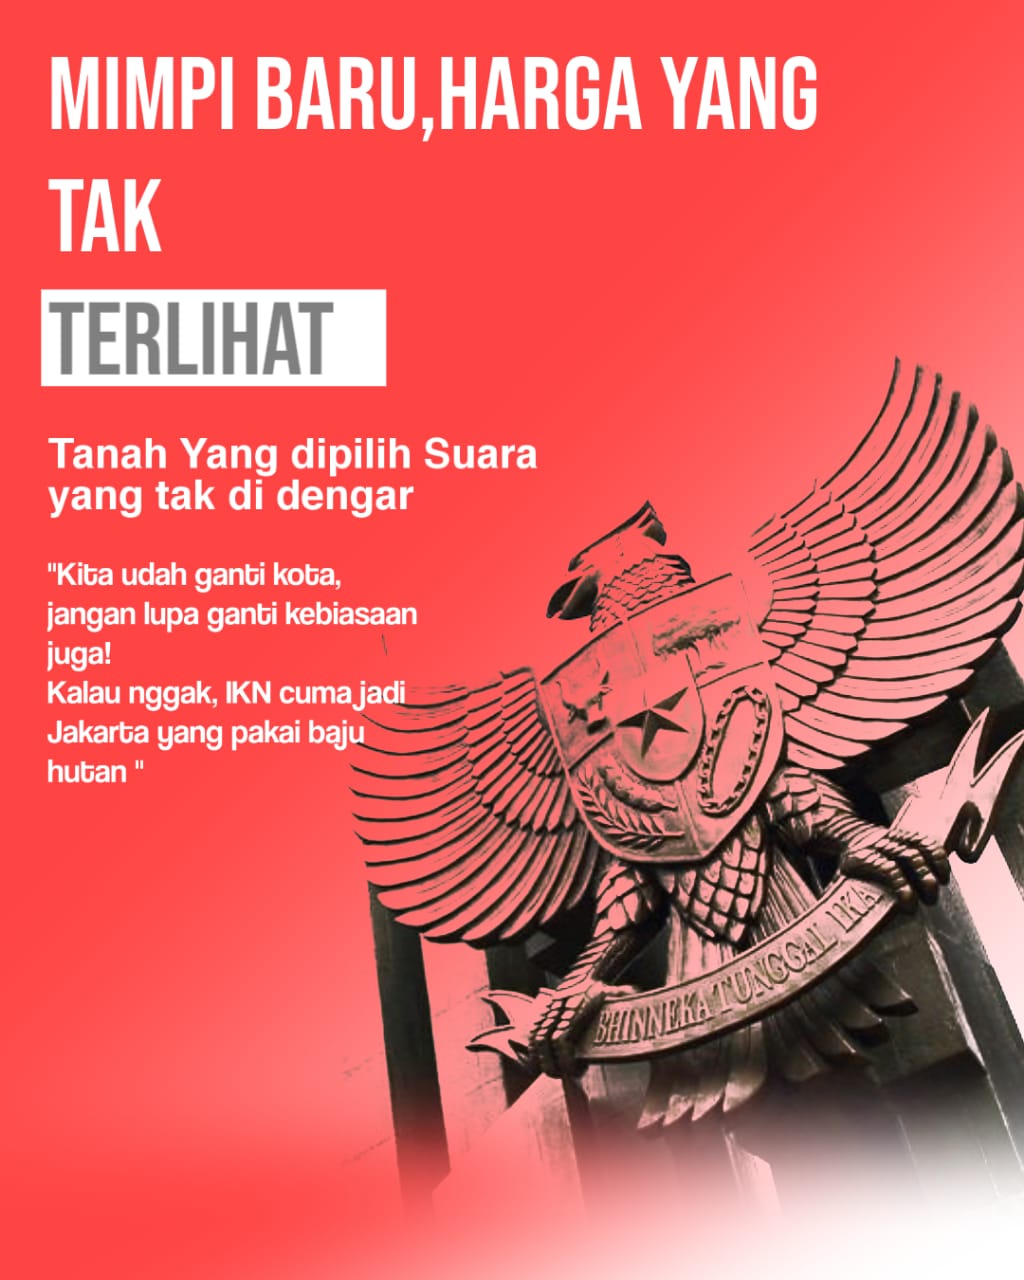 MIMPI BARU,HARGA YANG
TAK
TERLIHAT
Tanah Yang dipilih Suara
yang tak di dengar
"Kita udah ganti kota,
jangan lupa ganti kebiasaan
juga!
Kalau nggak, IKN cuma jadi
Jakarta yang pakai baju
hutan "
BHINNEKA TUNGGAL IKA